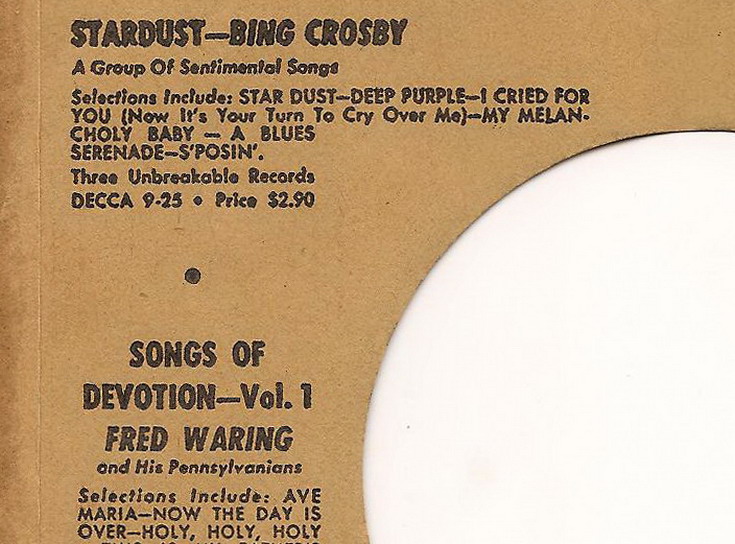 STARDUST—BING CROSBY
A Group Of Sentimental Songs
Selections Include: STAR DUST—DEEP PURPLE—I CRIED FOR
YOU (Now It's Your Turn To Cry Over Me)—MY MELAN-
CHOLY BABY — A BLUES
SERENADE—S'POSIN'.
Three Unbreakable Records
DECCA 9-25 • Price $2.90
SONGS OF
DEVOTION—Vol. 1
FRED WARING
and His Pennsylvanians
Selections Include: AVE
MARIA—NOW THE DAY IS
OVER—HOLY, HOLY, HOLY